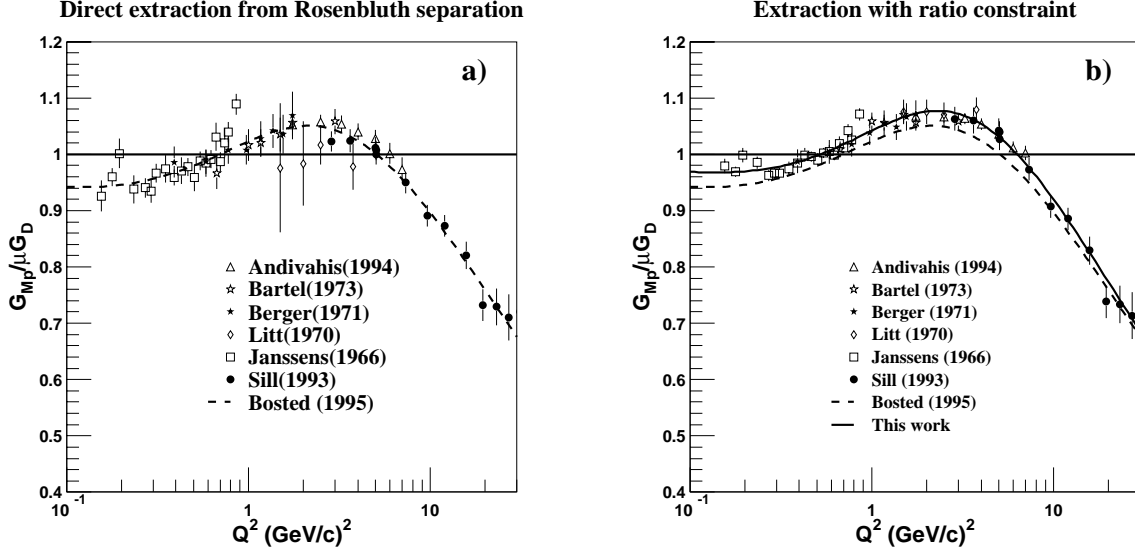 Direct extraction from Rosenbluth separation
a)
1.2
1.1
1
0.9
0.8
0.7
0.6
0.5
0.4
G_Mp/μG_D
Andivahis(1994)
Bartel(1973)
Berger(1971)
Litt(1970)
Janssens(1966)
Sill(1993)
Bosted (1995)
10^-1
1
10
Q^2 (GeV/c)^2
Extraction with ratio constraint
b)
1.2
1.1
1
0.9
0.8
0.7
0.6
0.5
0.4
G_Mp/μG_D
Andivahis (1994)
Bartel (1973)
Berger (1971)
Litt (1970)
Janssens (1966)
Sill (1993)
Bosted (1995)
This work
10^-1
1
10
Q^2 (GeV/c)^2